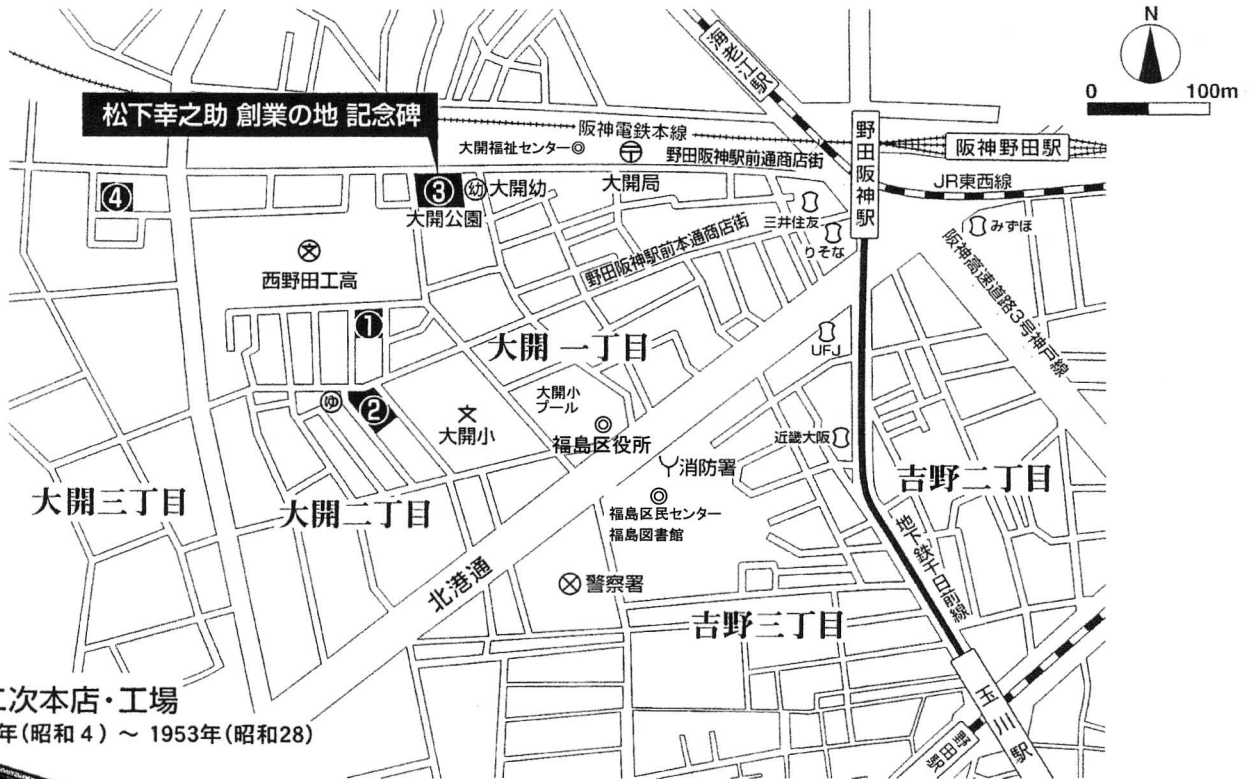 N
0 100m
海老江駅
松下幸之助 創業の地 記念碑
阪神電鉄本線
野田阪神駅
阪神野田駅
大開福祉センター
野田阪神駅前通商店街
JR東西線
④
③
幼
大開幼
大開局
大開公園
三井住友
りそな
みずほ
野田阪神駅前本通商店街
阪神高速道路3号神戸線
文
西野田工高
①
大開 一丁目
UFJ
ゆ
②
文
大開小
大開小
プール
福島区役所
近畿大阪
消防署
大開三丁目
大開二丁目
吉野二丁目
福島区民センター
福島図書館
地下鉄千日前線
北港通
警察署
吉野三丁目
次本店・工場
年(昭和4) ~ 1953年(昭和28)
玉川駅
野田駅